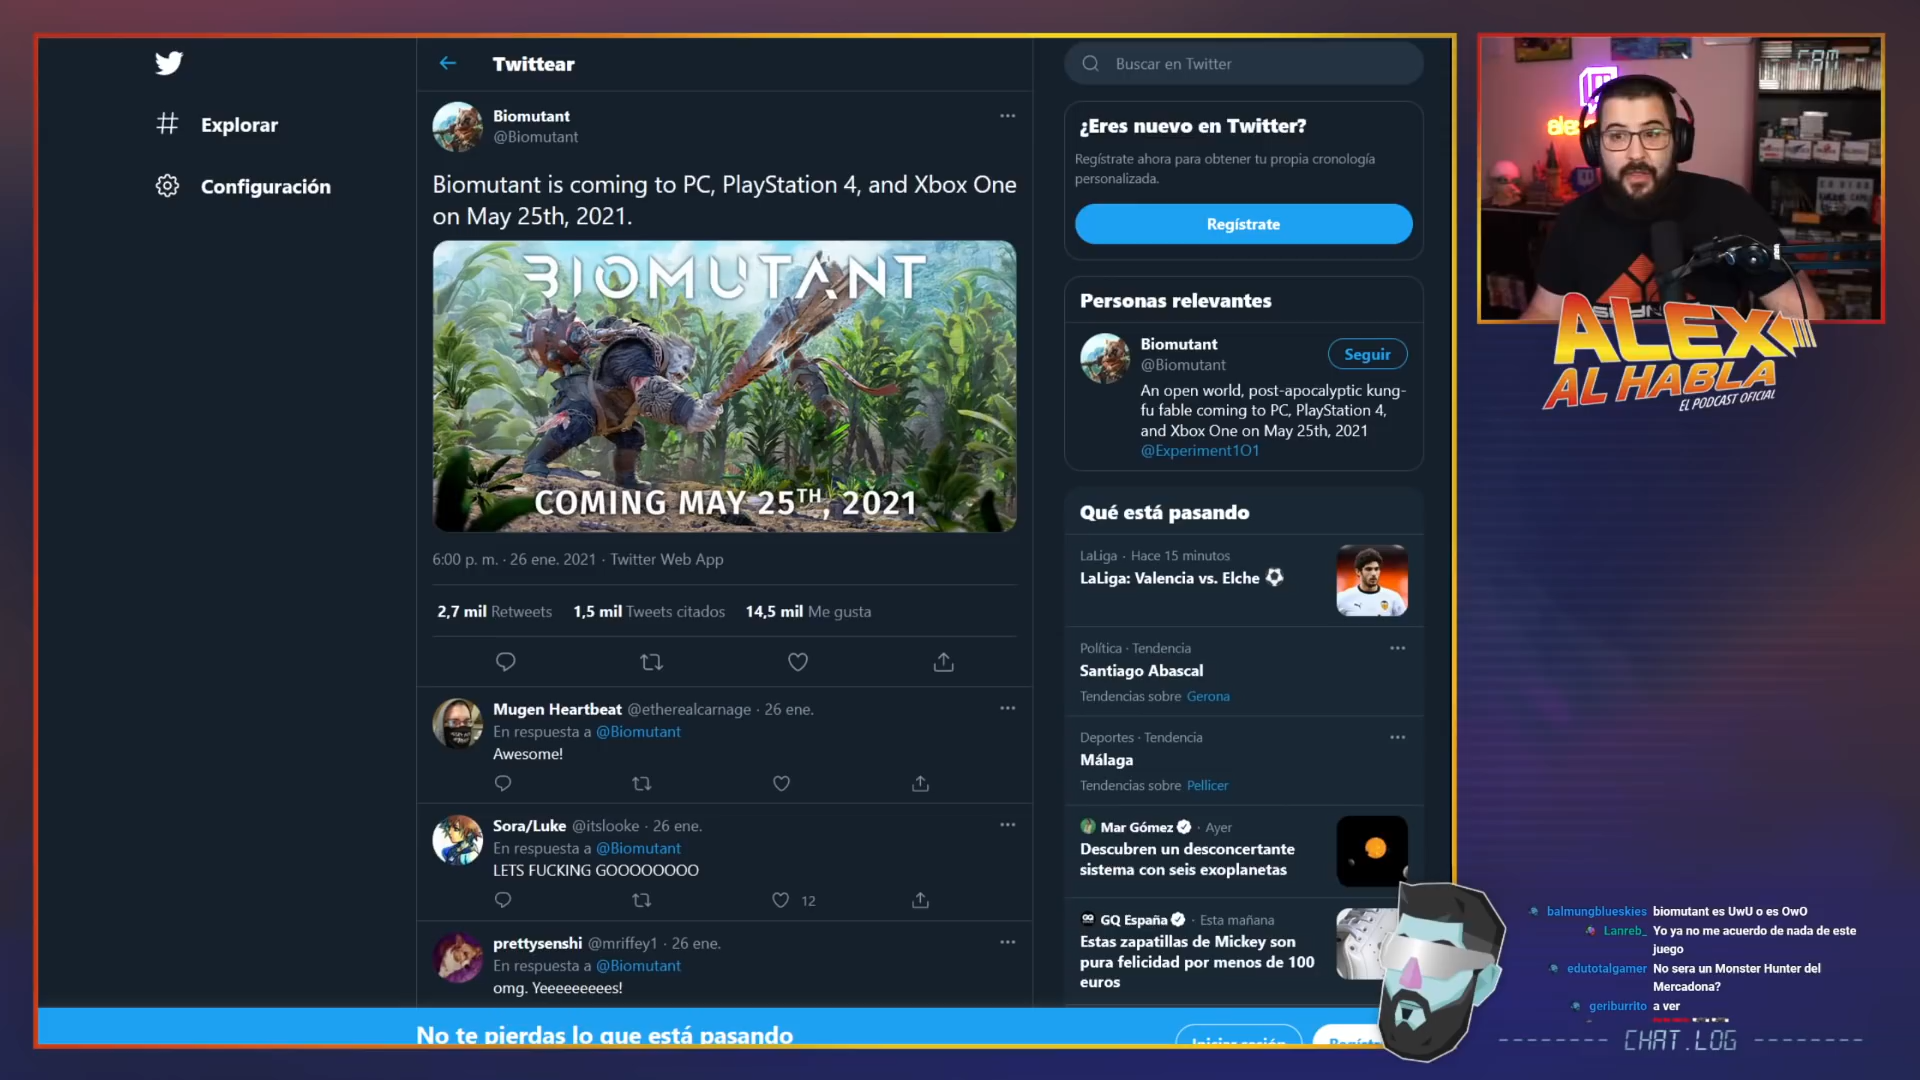 Explorar
Configuración
Twittear
Biomutant
@Biomutant
Biomutant is coming to PC, PlayStation 4, and Xbox One
on May 25th, 2021.
BIOMUTANT
COMING MAY 25TH, 2021
6:00 p. m. · 26 ene. 2021 · Twitter Web App
2,7 mil Retweets 1,5 mil Tweets citados 14,5 mil Me gusta
Mugen Heartbeat @etherealcarnage · 26 ene.
En respuesta a @Biomutant
Awesome!
Sora/Luke @itslooke · 26 ene.
En respuesta a @Biomutant
LETS FUCKING GOOOOOOOO
12
prettysenshi @mriffey1 · 26 ene.
En respuesta a @Biomutant
omg. Yeeeeeeeees!
No te pierdas lo que está pasando
Iniciar sesión
Buscar en Twitter
¿Eres nuevo en Twitter?
Regístrate ahora para obtener tu propia cronología
personalizada.
Regístrate
Personas relevantes
Biomutant
@Biomutant
Seguir
An open world, post-apocalyptic kung-
fu fable coming to PC, PlayStation 4,
and Xbox One on May 25th, 2021
@Experiment1O1
Qué está pasando
LaLiga · Hace 15 minutos
LaLiga: Valencia vs. Elche
Política · Tendencia
Santiago Abascal
Tendencias sobre Gerona
Deportes · Tendencia
Málaga
Tendencias sobre Pellicer
Mar Gómez · Ayer
Descubren un desconcertante
sistema con seis exoplanetas
GQ España · Esta mañana
Estas zapatillas de Mickey son
pura felicidad por menos de 100
euros
CAM
ALEX
AL HABLA
EL PODCAST OFICIAL
balmungblueskies biomutant es UwU o es OwO
Lanreb_ Yo ya no me acuerdo de nada de este
juego
edutotalgamer No sera un Monster Hunter del
Mercadona?
geriburrito a ver
CHAT.LOG